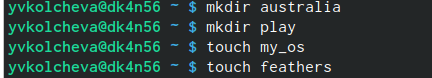 yvkolcheva@dk4n56 ~ $ mkdir australia
yvkolcheva@dk4n56 ~ $ mkdir play
yvkolcheva@dk4n56 ~ $ touch my_os
yvkolcheva@dk4n56 ~ $ touch feathers